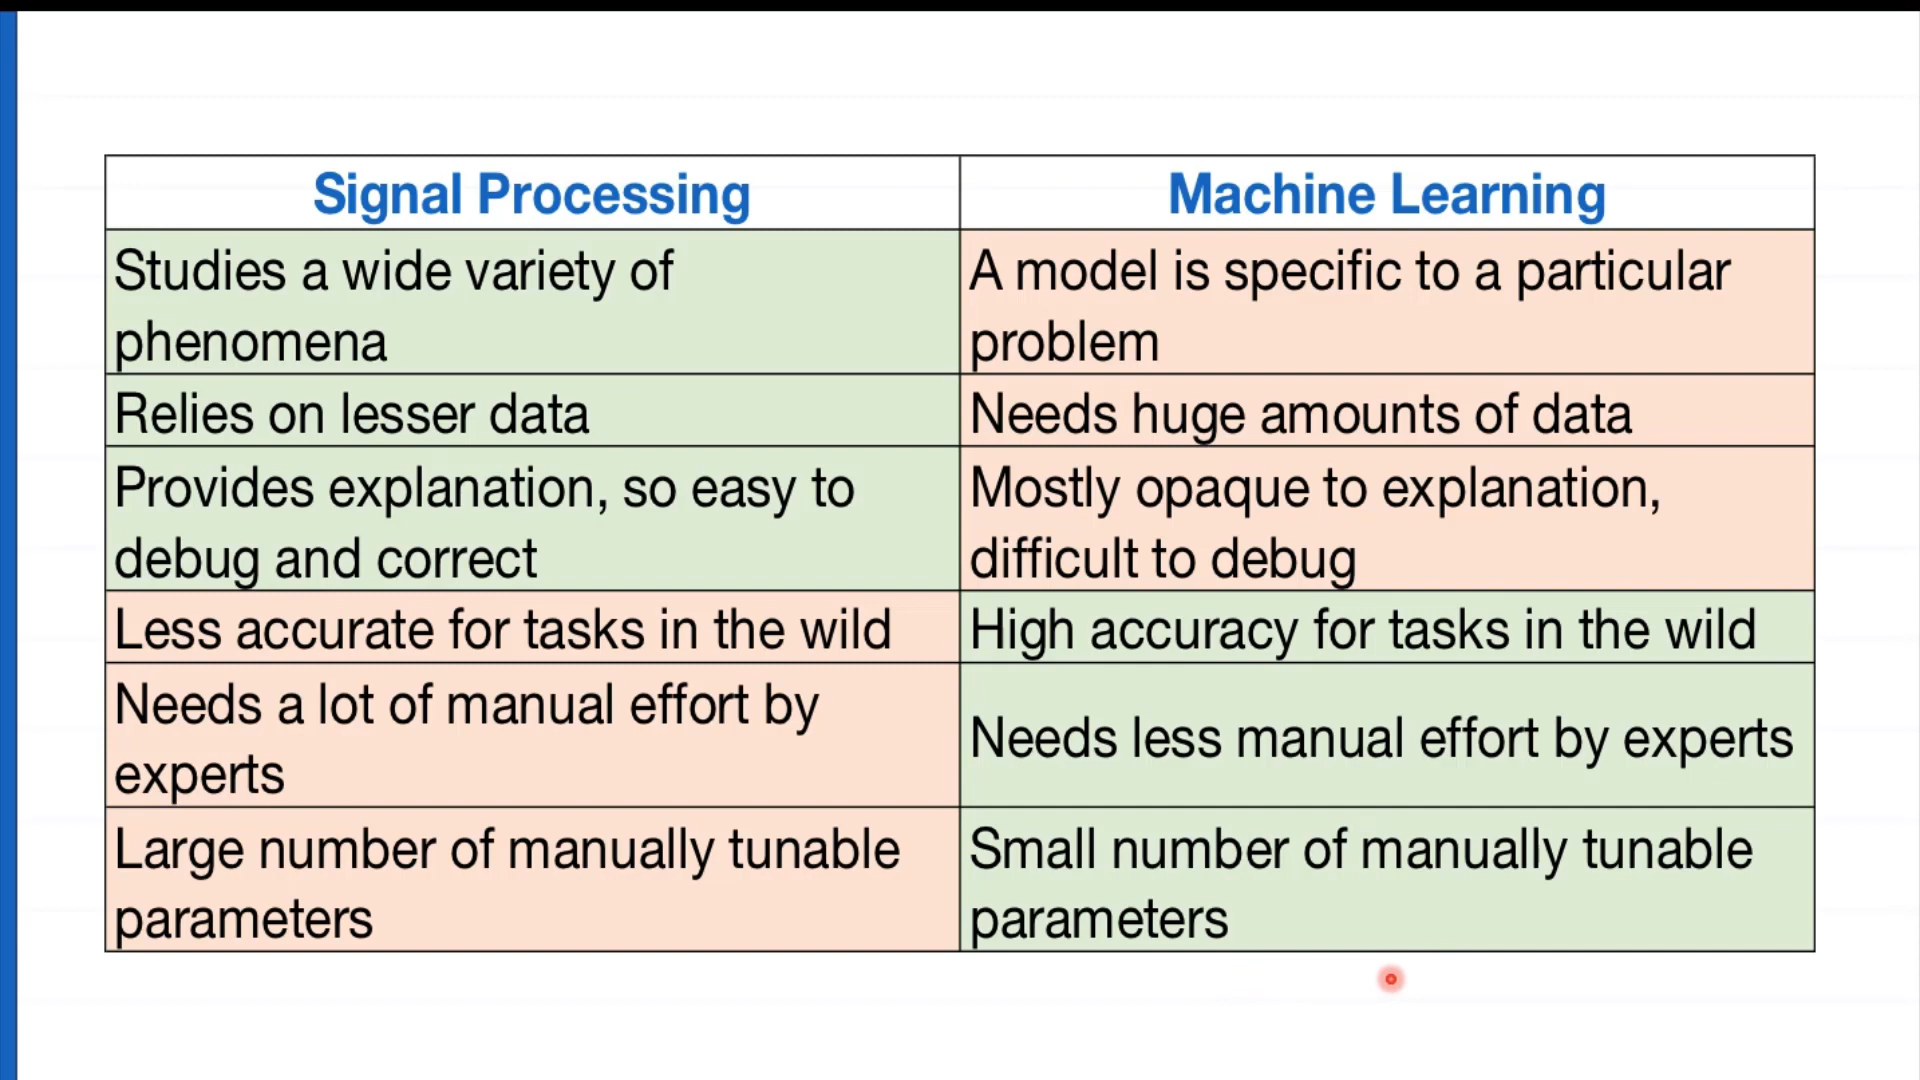 Signal Processing
Machine Learning
Studies a wide variety of
phenomena
A model is specific to a particular
problem
Relies on lesser data
Needs huge amounts of data
Provides explanation, so easy to
debug and correct
Mostly opaque to explanation,
difficult to debug
Less accurate for tasks in the wild
High accuracy for tasks in the wild
Needs a lot of manual effort by
experts
Needs less manual effort by experts
Large number of manually tunable
parameters
Small number of manually tunable
parameters